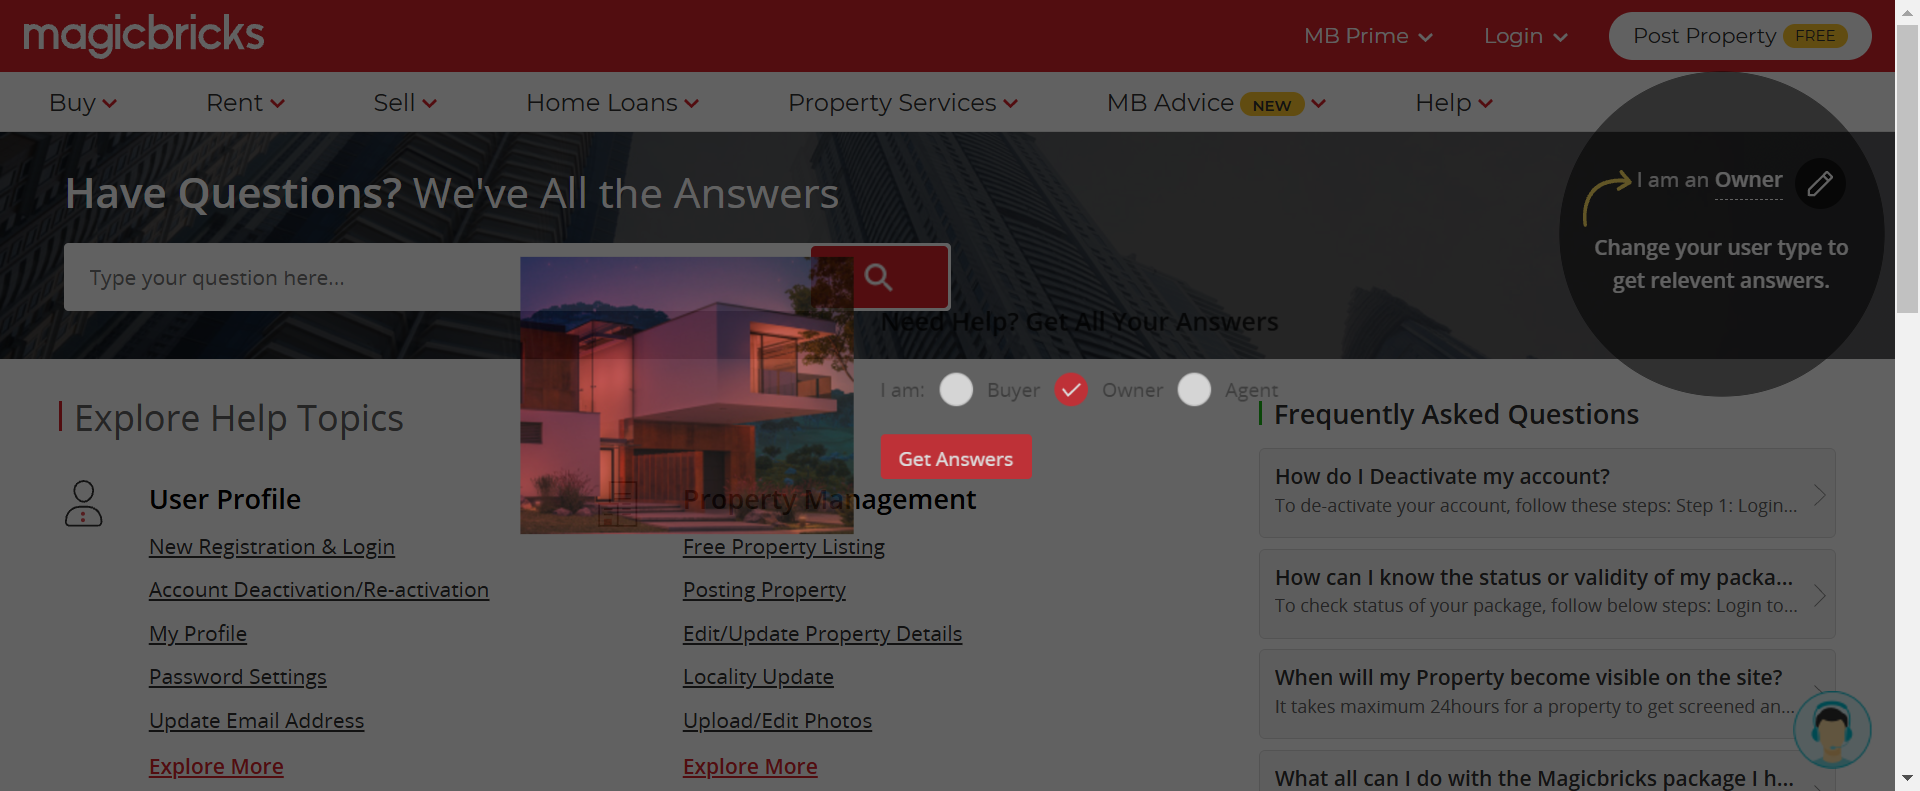 magicbricks
MB Prime
Login
Post Property FREE
Buy
Rent
Sell
Home Loans
Property Services
MB Advice NEW
Help
Have Questions? We've All the Answers
Type your question here...
I am an Owner
Change your user type to
get relevent answers.
Need Help? Get All Your Answers
I am: Buyer Owner Agent
Get Answers
Explore Help Topics
User Profile
New Registration & Login
Account Deactivation/Re-activation
My Profile
Password Settings
Update Email Address
Explore More
Property Management
Free Property Listing
Posting Property
Edit/Update Property Details
Locality Update
Upload/Edit Photos
Explore More
Frequently Asked Questions
How do I Deactivate my account?
To de-activate your account, follow these steps: Step 1: Login...
How can I know the status or validity of my packa...
To check status of your package, follow below steps: Login to...
When will my Property become visible on the site?
It takes maximum 24hours for a property to get screened an...
What all can I do with the Magicbricks package I h...